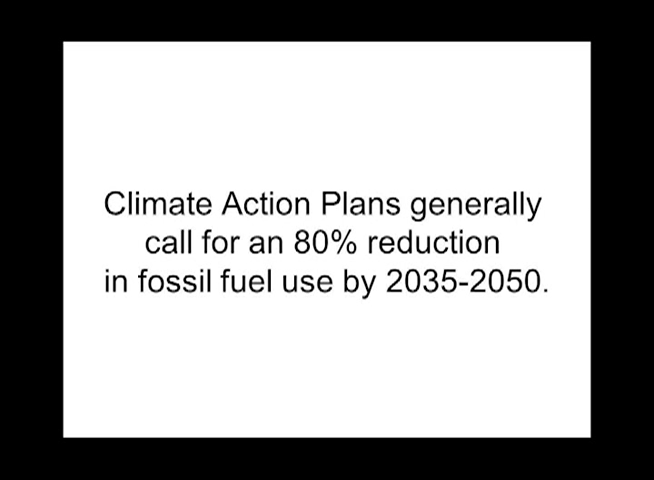 Climate Action Plans generally
call for an 80% reduction
in fossil fuel use by 2035-2050.